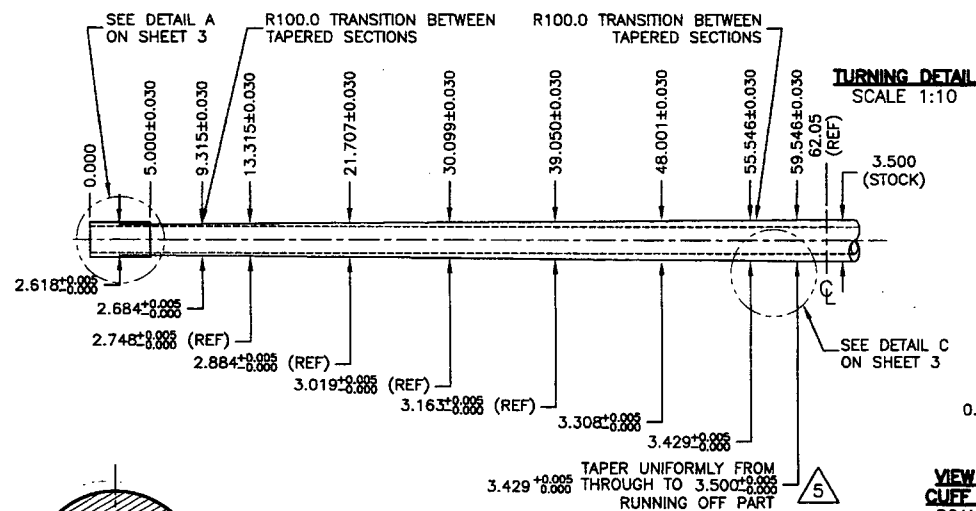 SEE DETAIL A
ON SHEET 3
R100.0 TRANSITION BETWEEN
TAPERED SECTIONS
R100.0 TRANSITION BETWEEN
TAPERED SECTIONS
TURNING DETAIL
SCALE 1:10
0.000
5.000±0.030
9.315±0.030
13.315±0.030
21.707±0.030
30.099±0.030
39.050±0.030
48.001±0.030
55.546±0.030
59.546±0.030
62.05
(REF)
3.500
(STOCK)
2.618+0.005-0.000
2.684+0.005-0.000
2.748+0.005-0.000 (REF)
2.884+0.005-0.000 (REF)
3.019+0.005-0.000 (REF)
3.163+0.005-0.000 (REF)
3.308+0.005-0.000
3.429+0.005-0.000
℄
SEE DETAIL C
ON SHEET 3
0.
TAPER UNIFORMLY FROM
3.429 +0.005-0.000 THROUGH TO 3.500+0.005-0.000
RUNNING OFF PART
5
VIEW
CUFF